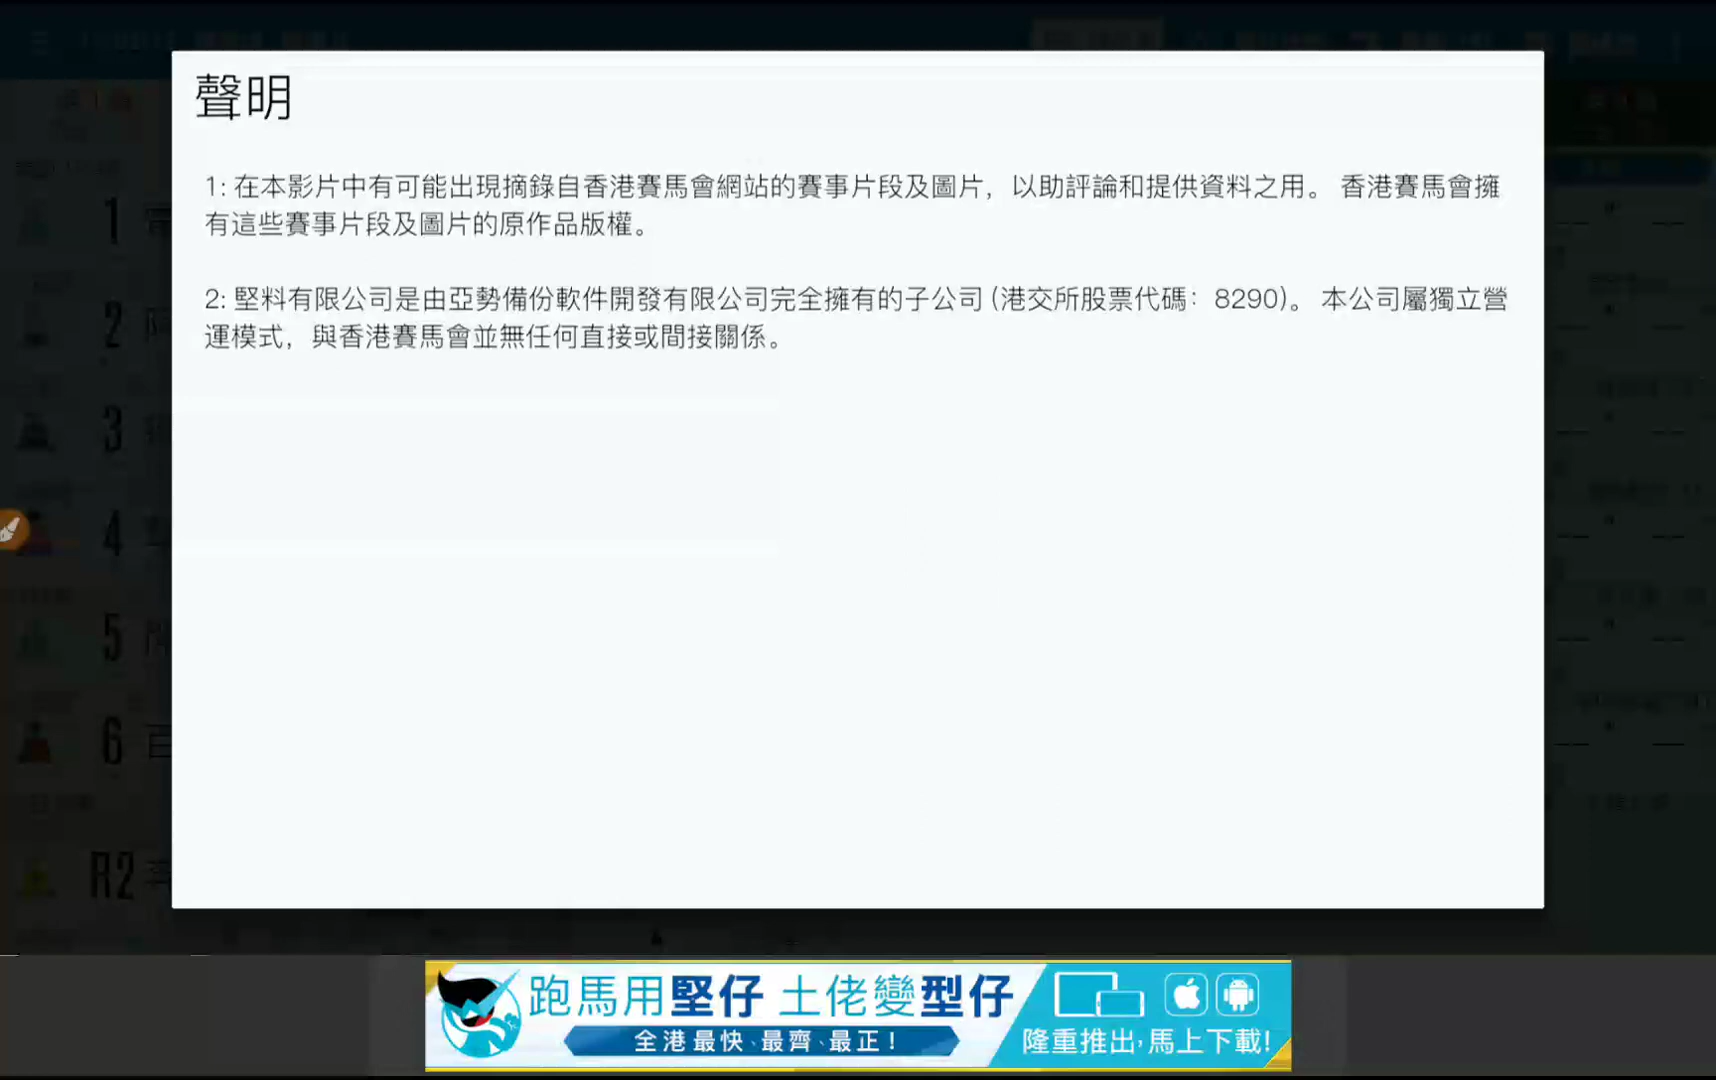 聲明
1: 在本影片中有可能出現摘錄自香港賽馬會網站的賽事片段及圖片，以助評論和提供資料之用。 香港賽馬會擁
有這些賽事片段及圖片的原作品版權。
2: 堅料有限公司是由亞勢備份軟件開發有限公司完全擁有的子公司 (港交所股票代碼：8290)。 本公司屬獨立營
運模式，與香港賽馬會並無任何直接或間接關係。
1
2
3
4
5
6
R2
跑馬用堅仔 土佬變型仔
全港最快、最齊、最正！
隆重推出，馬上下載!